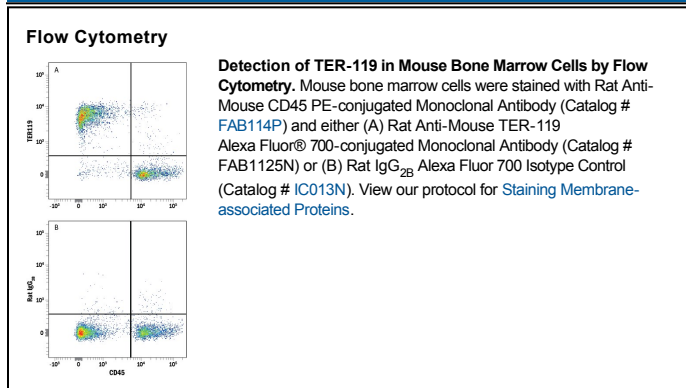 Flow Cytometry
Detection of TER-119 in Mouse Bone Marrow Cells by Flow
Cytometry. Mouse bone marrow cells were stained with Rat Anti-
Mouse CD45 PE-conjugated Monoclonal Antibody (Catalog #
FAB114P) and either (A) Rat Anti-Mouse TER-119
Alexa Fluor® 700-conjugated Monoclonal Antibody (Catalog #
FAB1125N) or (B) Rat IgG2B Alexa Fluor 700 Isotype Control
(Catalog # IC013N). View our protocol for Staining Membrane-
associated Proteins.
A
TER119
B
Rat IgG2B
CD45